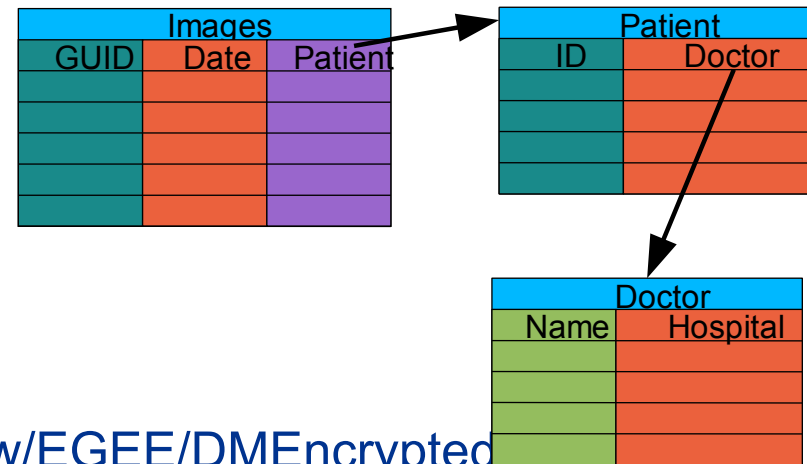 Images
GUID Date Patient
Patient
ID Doctor
Doctor
Name Hospital
w/EGEE/DMEncrypted